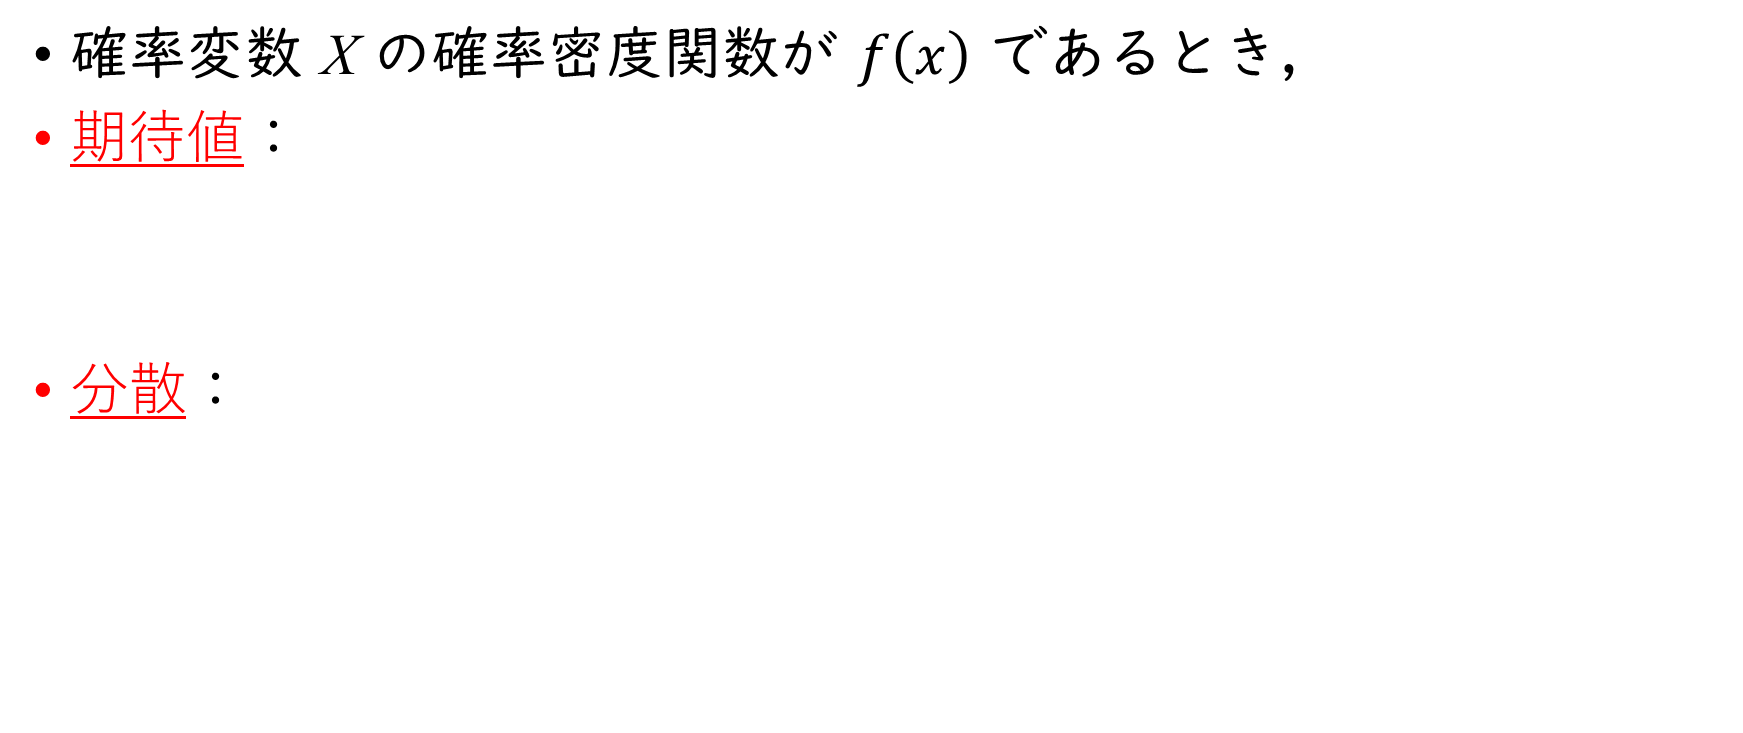 • 確率変数 X の確率密度関数が f(x) であるとき，
• 期待値：
• 分散：